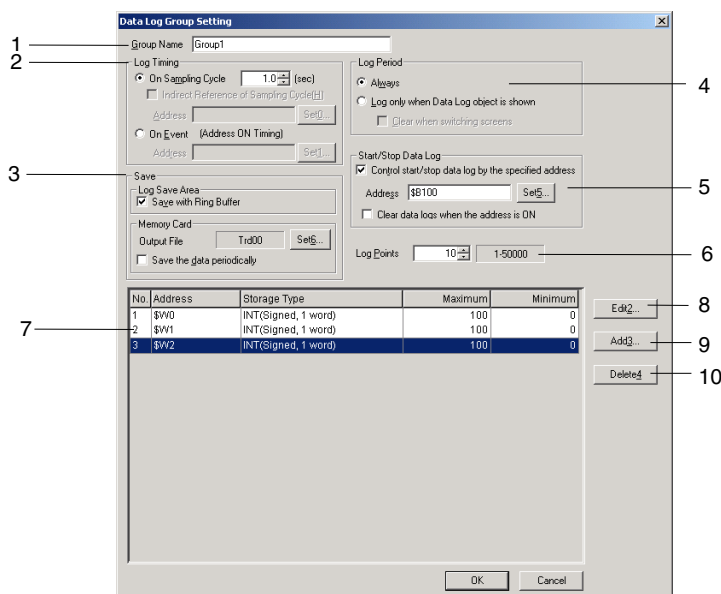 Data Log Group Setting
1
Group Name Group1
2
Log Timing
On Sampling Cycle 1.0 (sec)
Indirect Reference of Sampling Cycle(H)
Address Set0...
On Event (Address ON Timing)
Address Set1...
Log Period
Always
4
Log only when Data Log object is shown
Clear when switching screens
3
Save
Log Save Area
Save with Ring Buffer
Memory Card
Output File Trd00 Set6...
Save the data periodically
Start/Stop Data Log
Control start/stop data log by the specified address
Address $B100 Set5...
5
Clear data logs when the address is ON
Log Points 10 1-50000
6
No. Address Storage Type Maximum Minimum
1 $W0 INT(Signed, 1 word) 100 0
2 $W1 INT(Signed, 1 word) 100 0
3 $W2 INT(Signed, 1 word) 100 0
7
Edit2...
8
Add3...
9
Delete4
10
OK Cancel